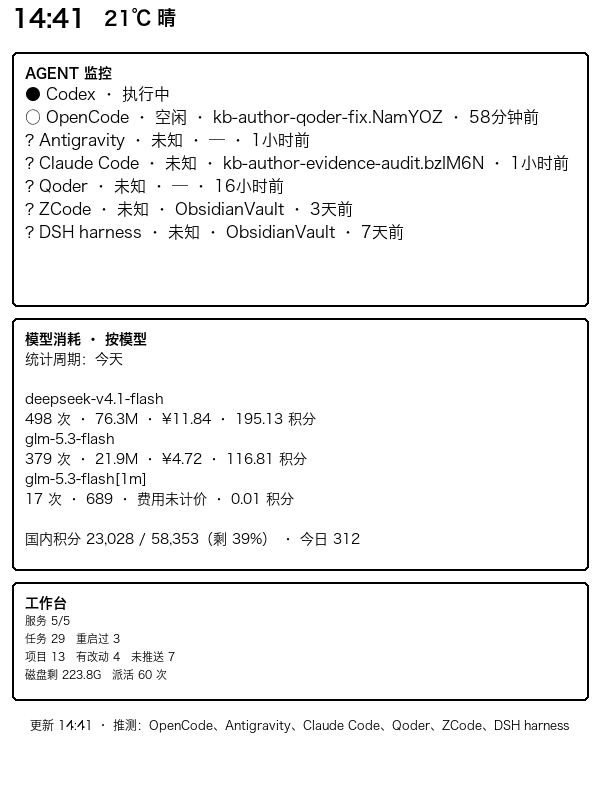 14:41 21℃ 晴
AGENT 监控
● Codex · 执行中
○ OpenCode · 空闲 · kb-author-qoder-fix.NamYOZ · 58分钟前
? Antigravity · 未知 · — · 1小时前
? Claude Code · 未知 · kb-author-evidence-audit.bzlM6N · 1小时前
? Qoder · 未知 · — · 16小时前
? ZCode · 未知 · ObsidianVault · 3天前
? DSH harness · 未知 · ObsidianVault · 7天前
模型消耗 · 按模型
统计周期：今天
deepseek-v4.1-flash
498 次 · 76.3M · ¥11.84 · 195.13 积分
glm-5.3-flash
379 次 · 21.9M · ¥4.72 · 116.81 积分
glm-5.3-flash[1m]
17 次 · 689 · 费用未计价 · 0.01 积分
国内积分 23,028 / 58,353（剩 39%） · 今日 312
工作台
服务 5/5
任务 29 重启过 3
项目 13 有改动 4 未推送 7
磁盘剩 223.8G 派活 60 次
更新 14:41 · 推测：OpenCode、Antigravity、Claude Code、Qoder、ZCode、DSH harness